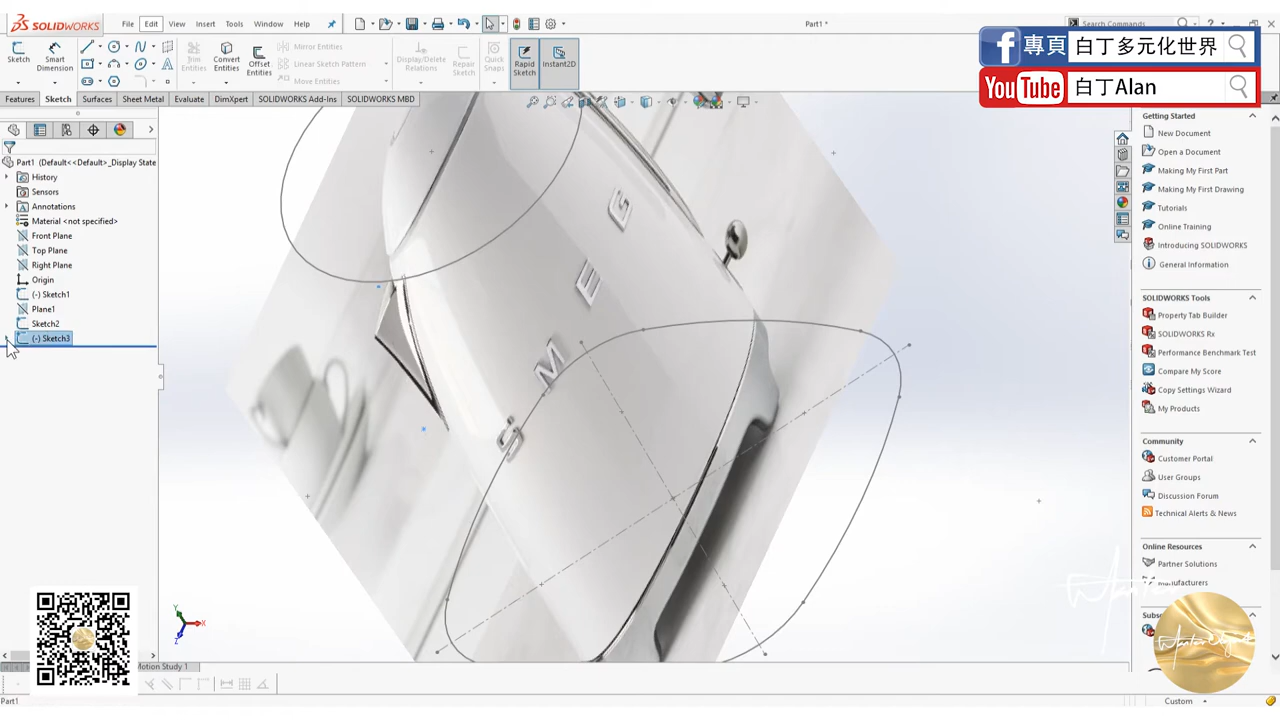 SOLIDWORKS
File
Edit
View
Insert
Tools
Window
Help
Part1 *
Search Commands
專頁
白丁多元化世界
YouTube
白丁Alan
Sketch
Smart Dimension
Trim Entities
Convert Entities
Offset Entities
Mirror Entities
Linear Sketch Pattern
Move Entities
Display/Delete Relations
Repair Sketch
Quick Snaps
Rapid Sketch
Instant2D
Features
Sketch
Surfaces
Sheet Metal
Evaluate
DimXpert
SOLIDWORKS Add-Ins
SOLIDWORKS MBD
Part1 (Default<<Default>_Display State
History
Sensors
Annotations
Material <not specified>
Front Plane
Top Plane
Right Plane
Origin
(-) Sketch1
Plane1
Sketch2
(-) Sketch3
SMEG
Y
X
Z
Getting Started
New Document
Open a Document
Making My First Part
Making My First Drawing
Tutorials
Online Training
Introducing SOLIDWORKS
General Information
SOLIDWORKS Tools
Property Tab Builder
SOLIDWORKS Rx
Performance Benchmark Test
Compare My Score
Copy Settings Wizard
My Products
Community
Customer Portal
User Groups
Discussion Forum
Technical Alerts & News
Online Resources
Partner Solutions
Manufacturers
Motion Study 1
Part1
Custom